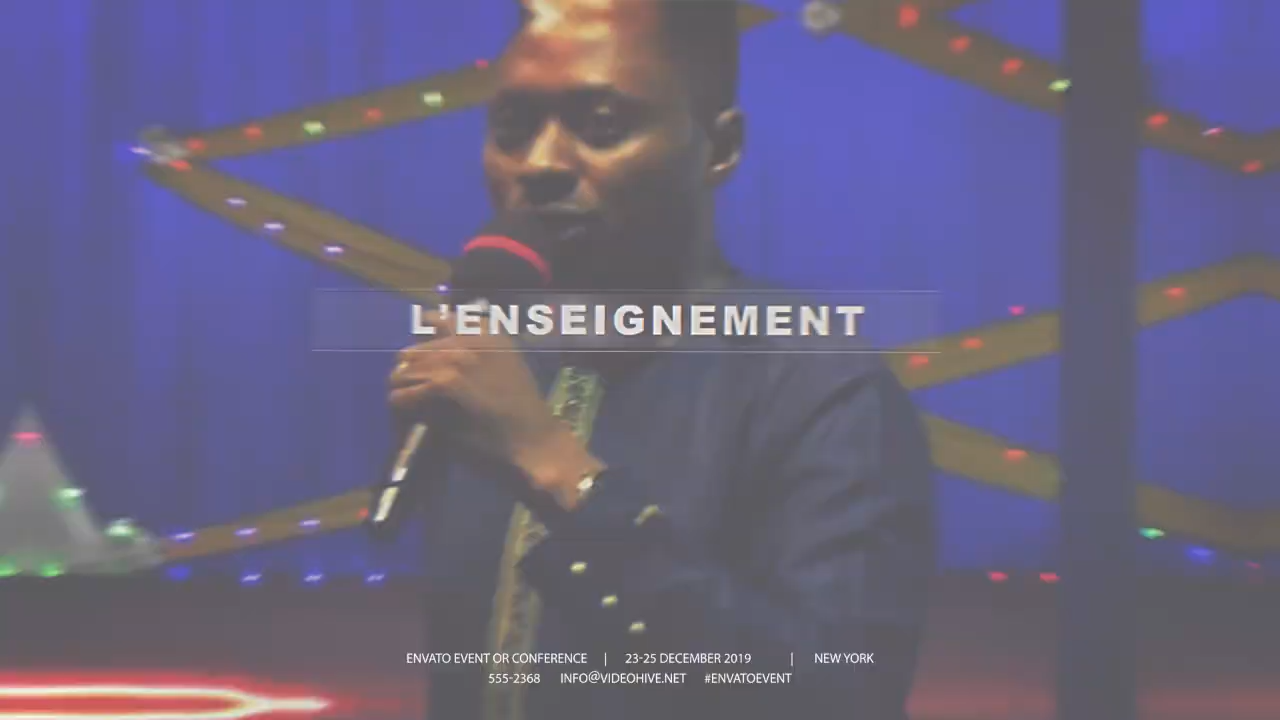 L'ENSEIGNEMENT
ENVATO EVENT OR CONFERENCE | 23-25 DECEMBER 2019 | NEW YORK
555-2368 INFO@VIDEOHIVE.NET #ENVATOEVENT